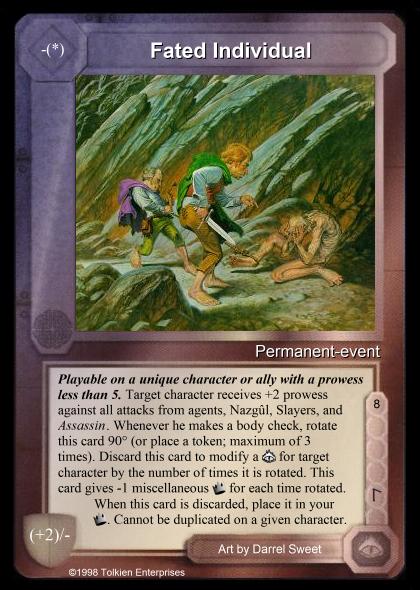 -(*)
Fated Individual
Permanent-event
Playable on a unique character or ally with a prowess
less than 5. Target character receives +2 prowess
against all attacks from agents, Nazgûl, Slayers, and
Assassin. Whenever he makes a body check, rotate
this card 90° (or place a token; maximum of 3
times). Discard this card to modify a for target
character by the number of times it is rotated. This
card gives -1 miscellaneous for each time rotated.
When this card is discarded, place it in your
. Cannot be duplicated on a given character.
8
(+2)/-
Art by Darrel Sweet
©1998 Tolkien Enterprises